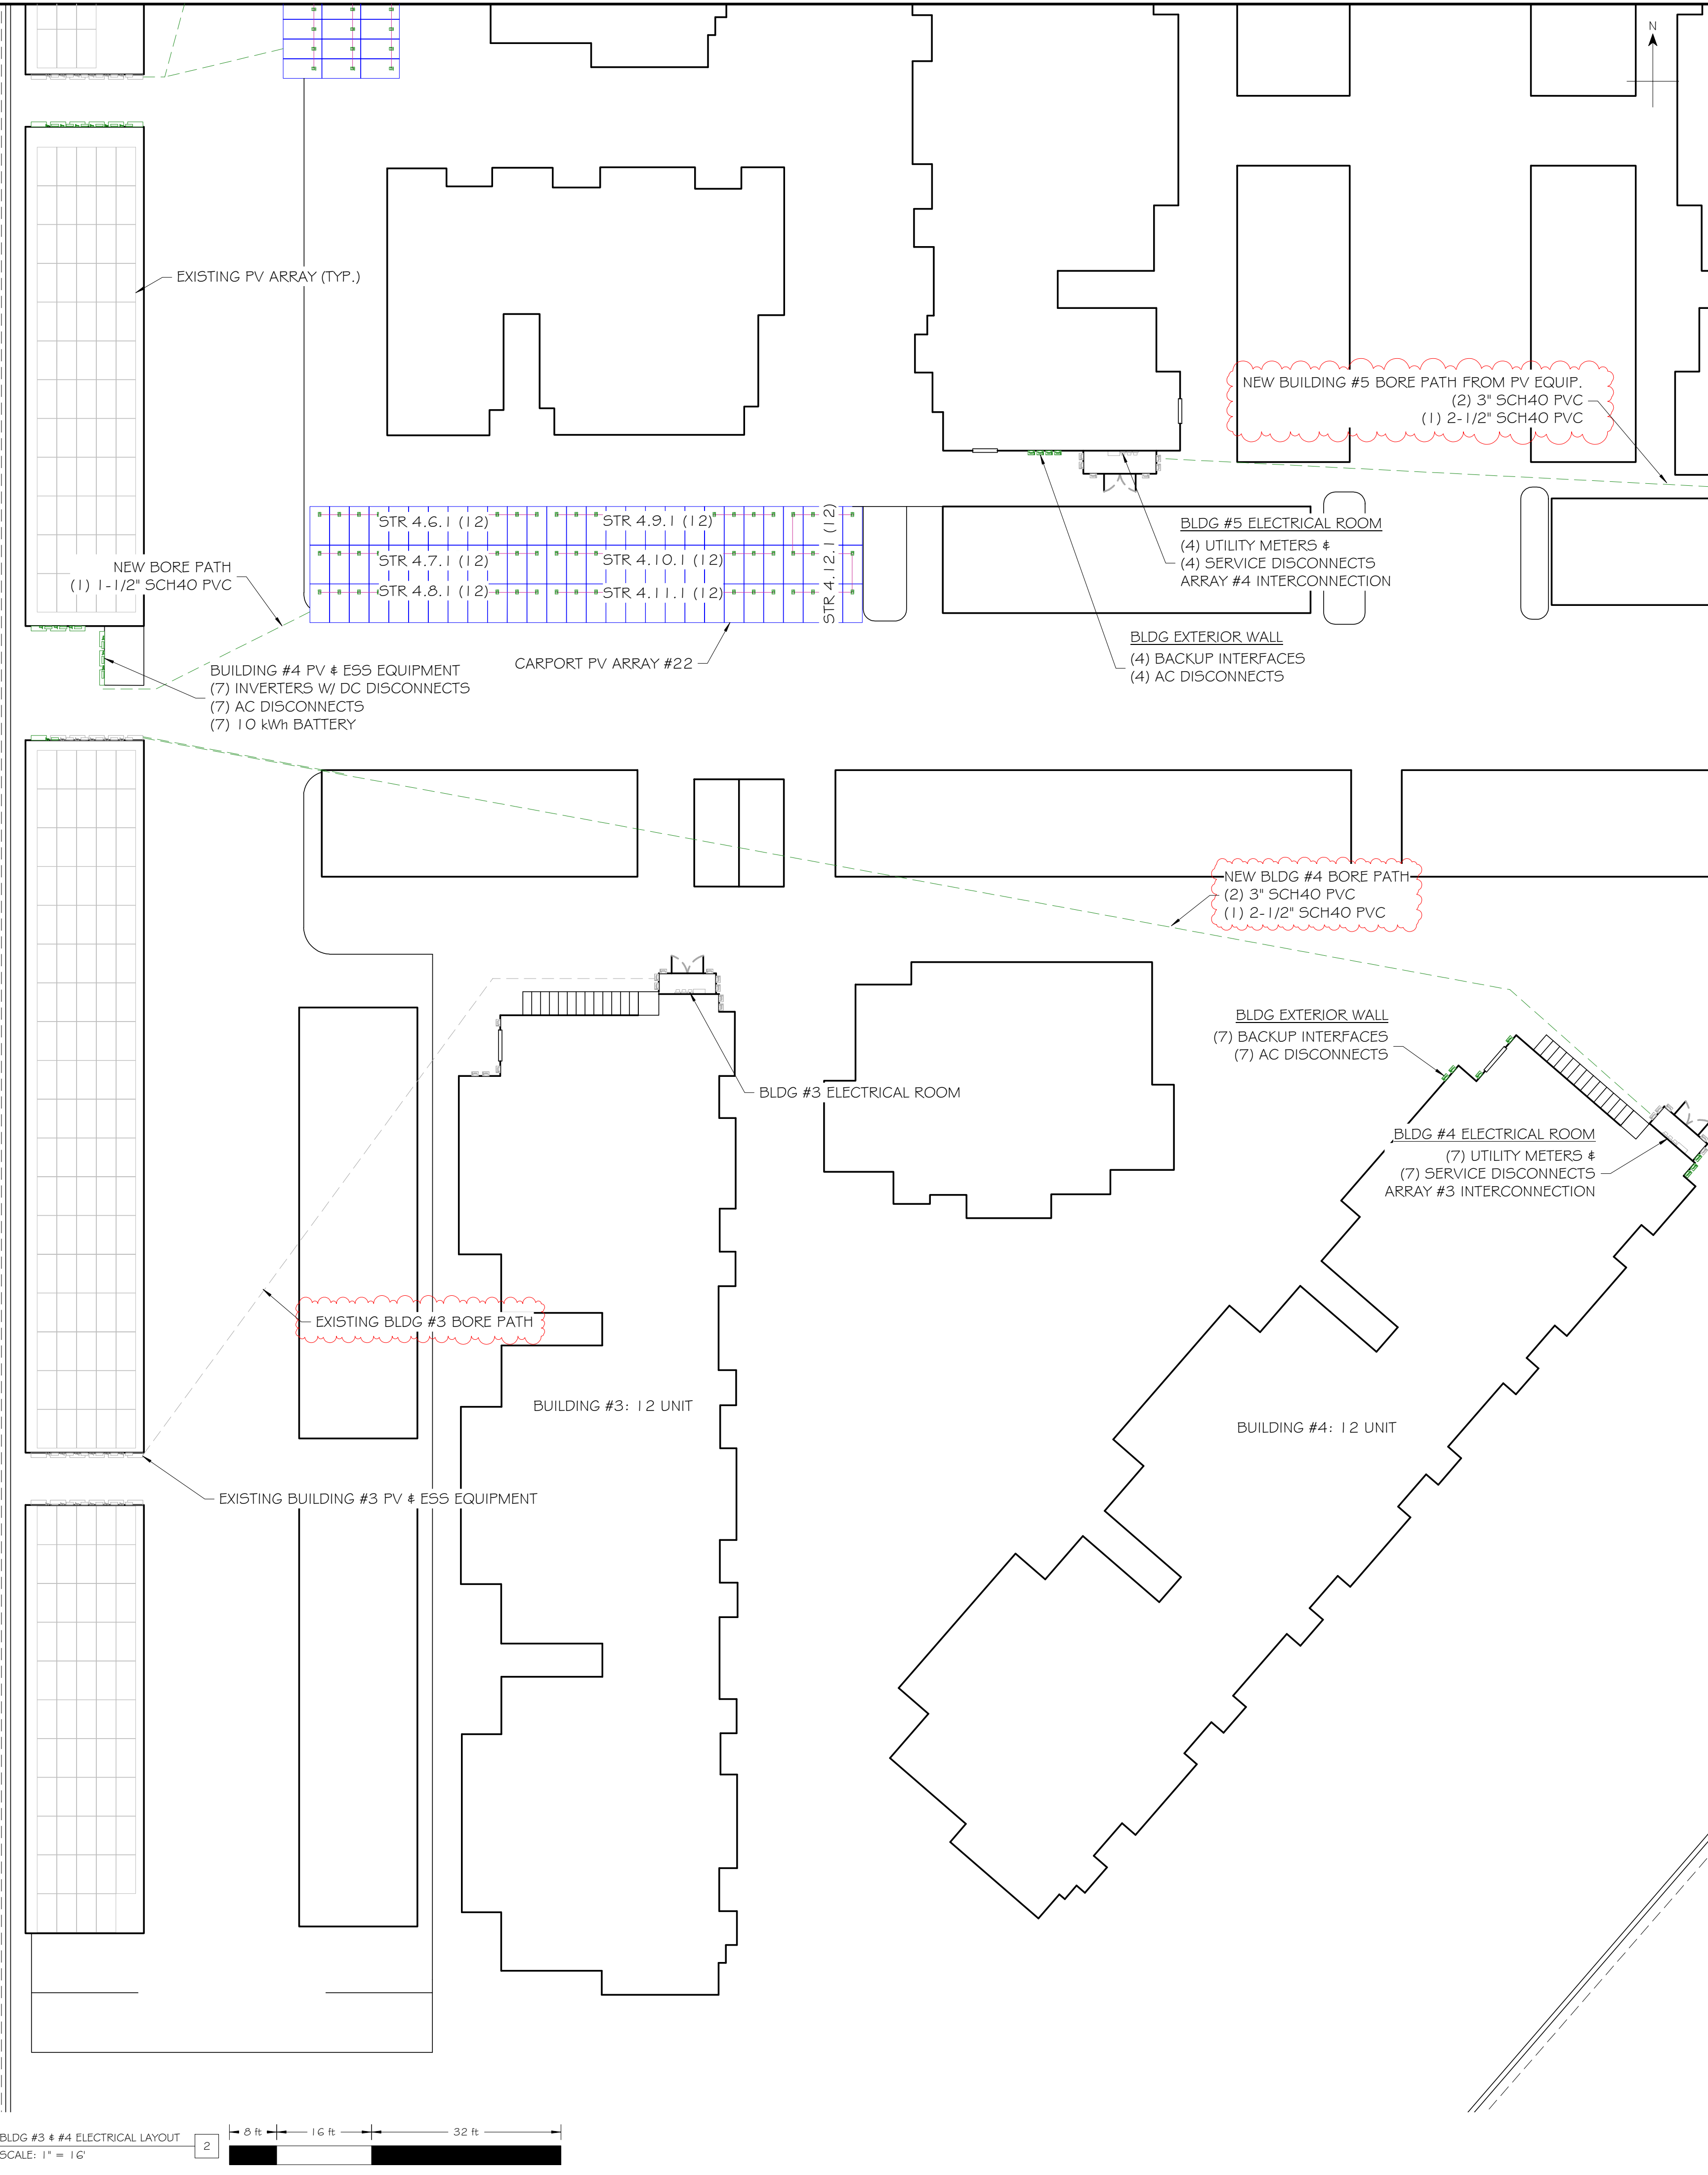 N
EXISTING PV ARRAY (TYP.)
NEW BUILDING #5 BORE PATH FROM PV EQUIP.
(2) 3" SCH40 PVC
(1) 2-1/2" SCH40 PVC
STR 4.6.1 (12)
STR 4.9.1 (12)
STR 4.7.1 (12)
STR 4.10.1 (12)
STR 4.8.1 (12)
STR 4.11.1 (12)
STR 4.12.1 (12)
BLDG #5 ELECTRICAL ROOM
(4) UTILITY METERS &
(4) SERVICE DISCONNECTS
ARRAY #4 INTERCONNECTION
NEW BORE PATH
(1) 1-1/2" SCH40 PVC
BLDG EXTERIOR WALL
(4) BACKUP INTERFACES
(4) AC DISCONNECTS
CARPORT PV ARRAY #22
BUILDING #4 PV & ESS EQUIPMENT
(7) INVERTERS W/ DC DISCONNECTS
(7) AC DISCONNECTS
(7) 10 kWh BATTERY
NEW BLDG #4 BORE PATH
(2) 3" SCH40 PVC
(1) 2-1/2" SCH40 PVC
BLDG EXTERIOR WALL
(7) BACKUP INTERFACES
(7) AC DISCONNECTS
BLDG #3 ELECTRICAL ROOM
BLDG #4 ELECTRICAL ROOM
(7) UTILITY METERS &
(7) SERVICE DISCONNECTS
ARRAY #3 INTERCONNECTION
EXISTING BLDG #3 BORE PATH
BUILDING #3: 12 UNIT
BUILDING #4: 12 UNIT
EXISTING BUILDING #3 PV & ESS EQUIPMENT
BLDG #3 & #4 ELECTRICAL LAYOUT
SCALE: 1" = 16'
2
8 ft
16 ft
32 ft